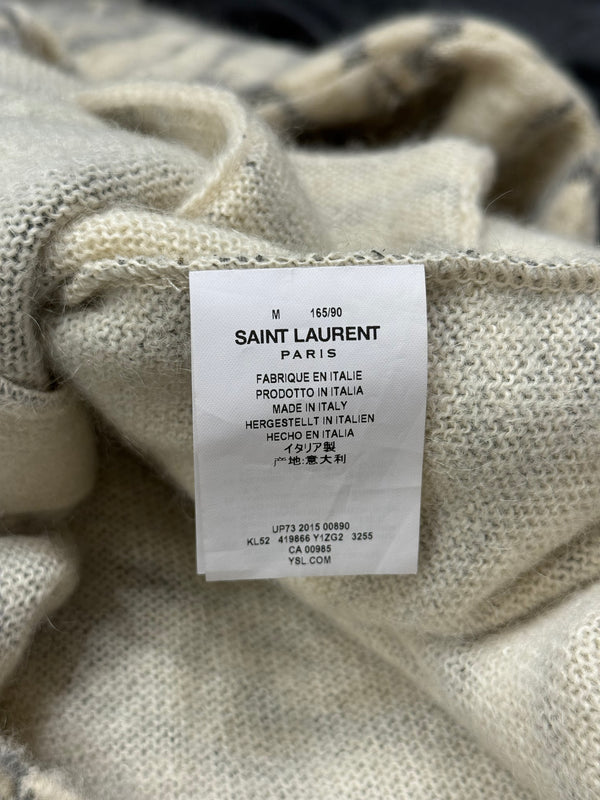 M 165/90
SAINT LAURENT
PARIS
FABRIQUE EN ITALIE
PRODOTTO IN ITALIA
MADE IN ITALY
HERGESTELLT IN ITALIEN
HECHO EN ITALIA
イタリア製
产地:意大利
UP73 2015 00890
KL52 419866 Y1ZG2 3255
CA 00985
YSL.COM